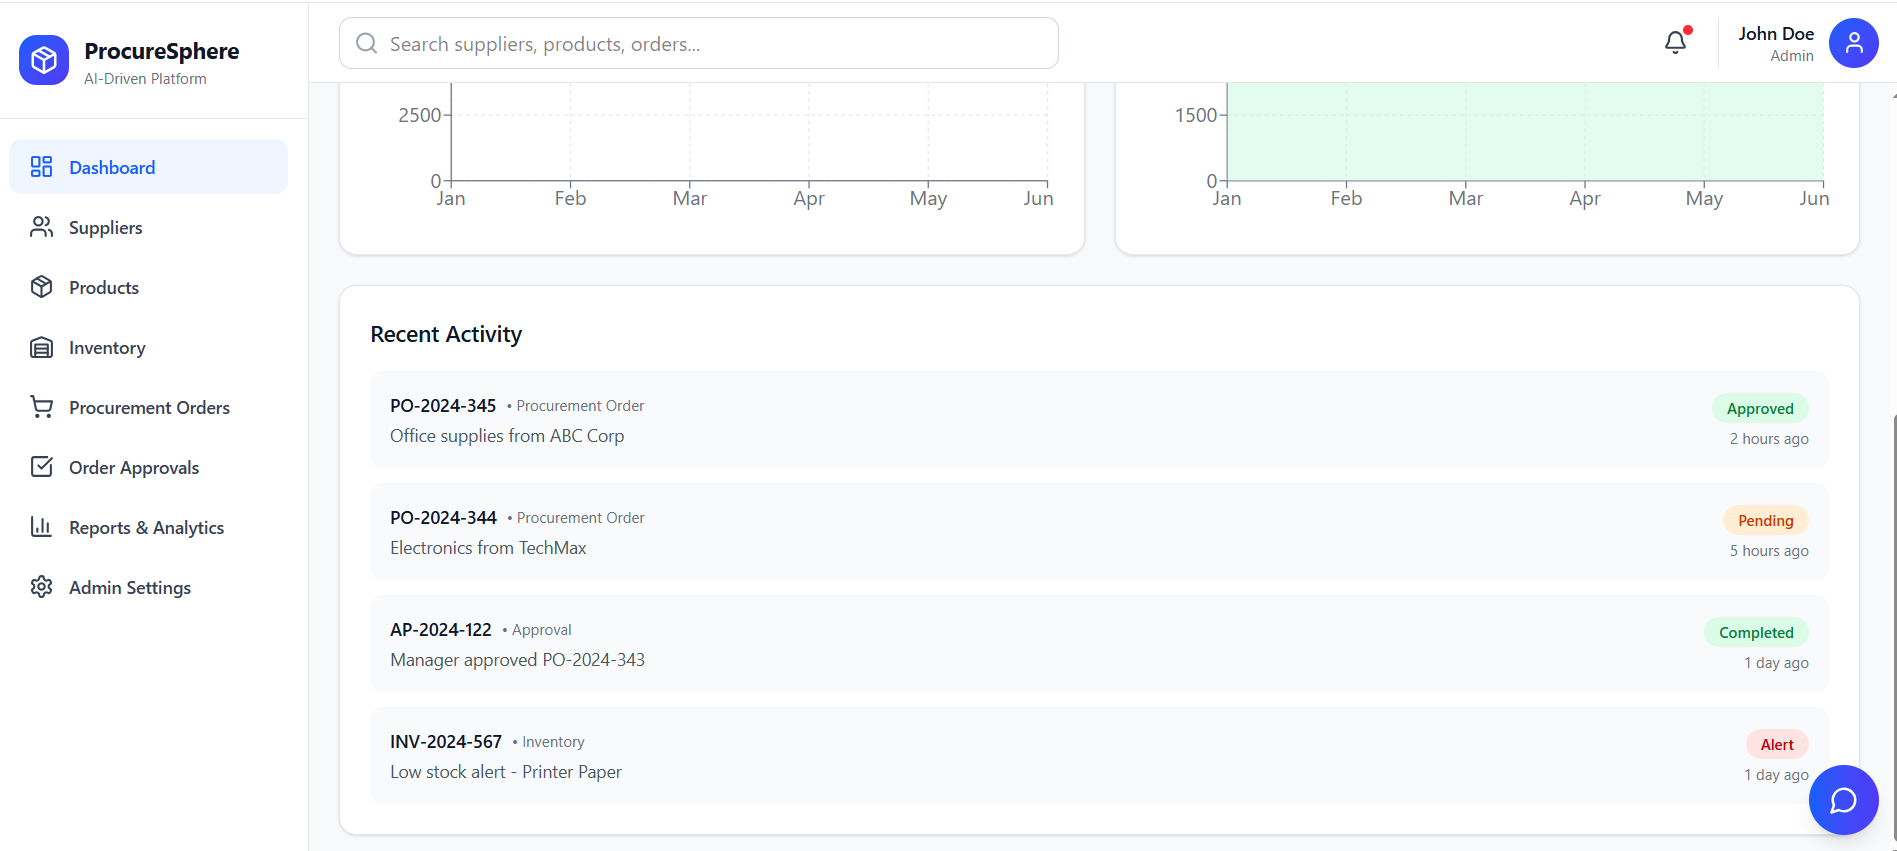 ProcureSphere
AI-Driven Platform
Search suppliers, products, orders...
John Doe
Admin
Dashboard
Suppliers
Products
Inventory
Procurement Orders
Order Approvals
Reports & Analytics
Admin Settings
2500
0
Jan Feb Mar Apr May Jun
1500
0
Jan Feb Mar Apr May Jun
Recent Activity
PO-2024-345 • Procurement Order
Office supplies from ABC Corp
Approved
2 hours ago
PO-2024-344 • Procurement Order
Electronics from TechMax
Pending
5 hours ago
AP-2024-122 • Approval
Manager approved PO-2024-343
Completed
1 day ago
INV-2024-567 • Inventory
Low stock alert - Printer Paper
Alert
1 day ago